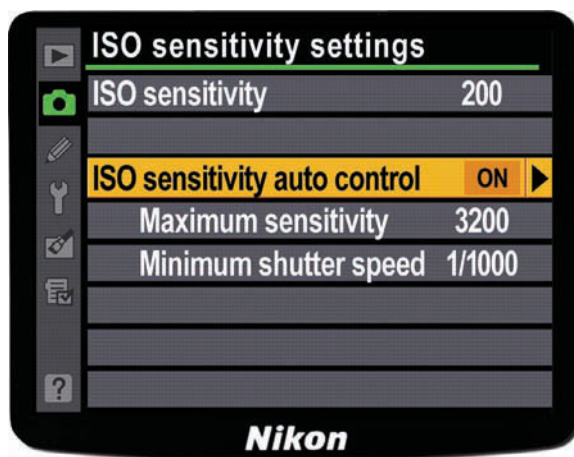 ISO sensitivity settings
ISO sensitivity 200
ISO sensitivity auto control ON
Maximum sensitivity 3200
Minimum shutter speed 1/1000
?
Nikon